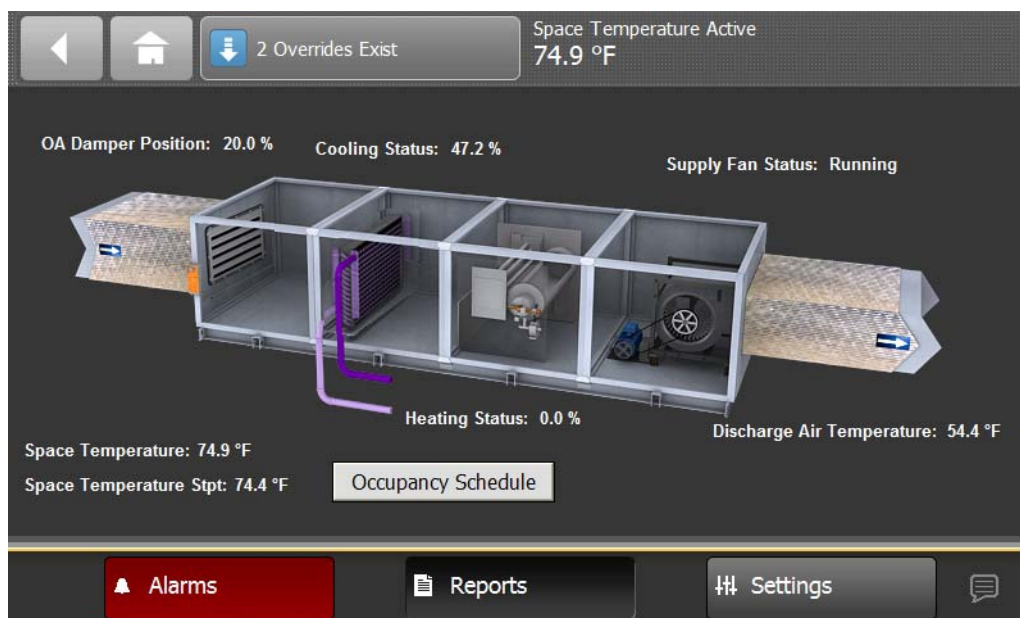 2 Overrides Exist
Space Temperature Active
74.9 °F
OA Damper Position: 20.0 %
Cooling Status: 47.2 %
Supply Fan Status: Running
Heating Status: 0.0 %
Discharge Air Temperature: 54.4 °F
Space Temperature: 74.9 °F
Space Temperature Stpt: 74.4 °F
Occupancy Schedule
Alarms
Reports
Settings